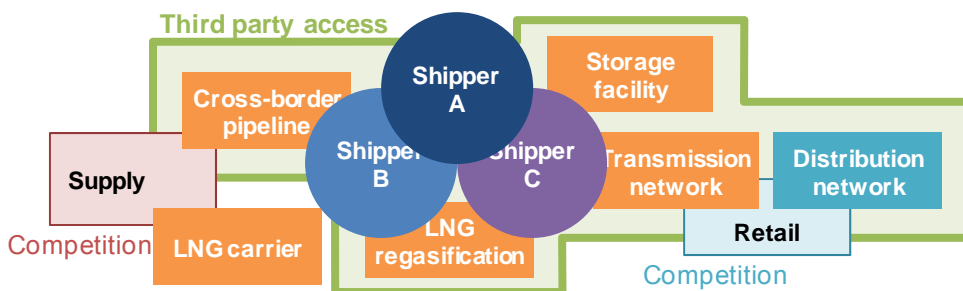 Third party access
Shipper
A
Storage
facility
Cross-border
pipeline
Shipper
B
Shipper
C
Transmission
network
Distribution
network
Supply
Competition
LNG carrier
LNG
regasification
Retail
Competition